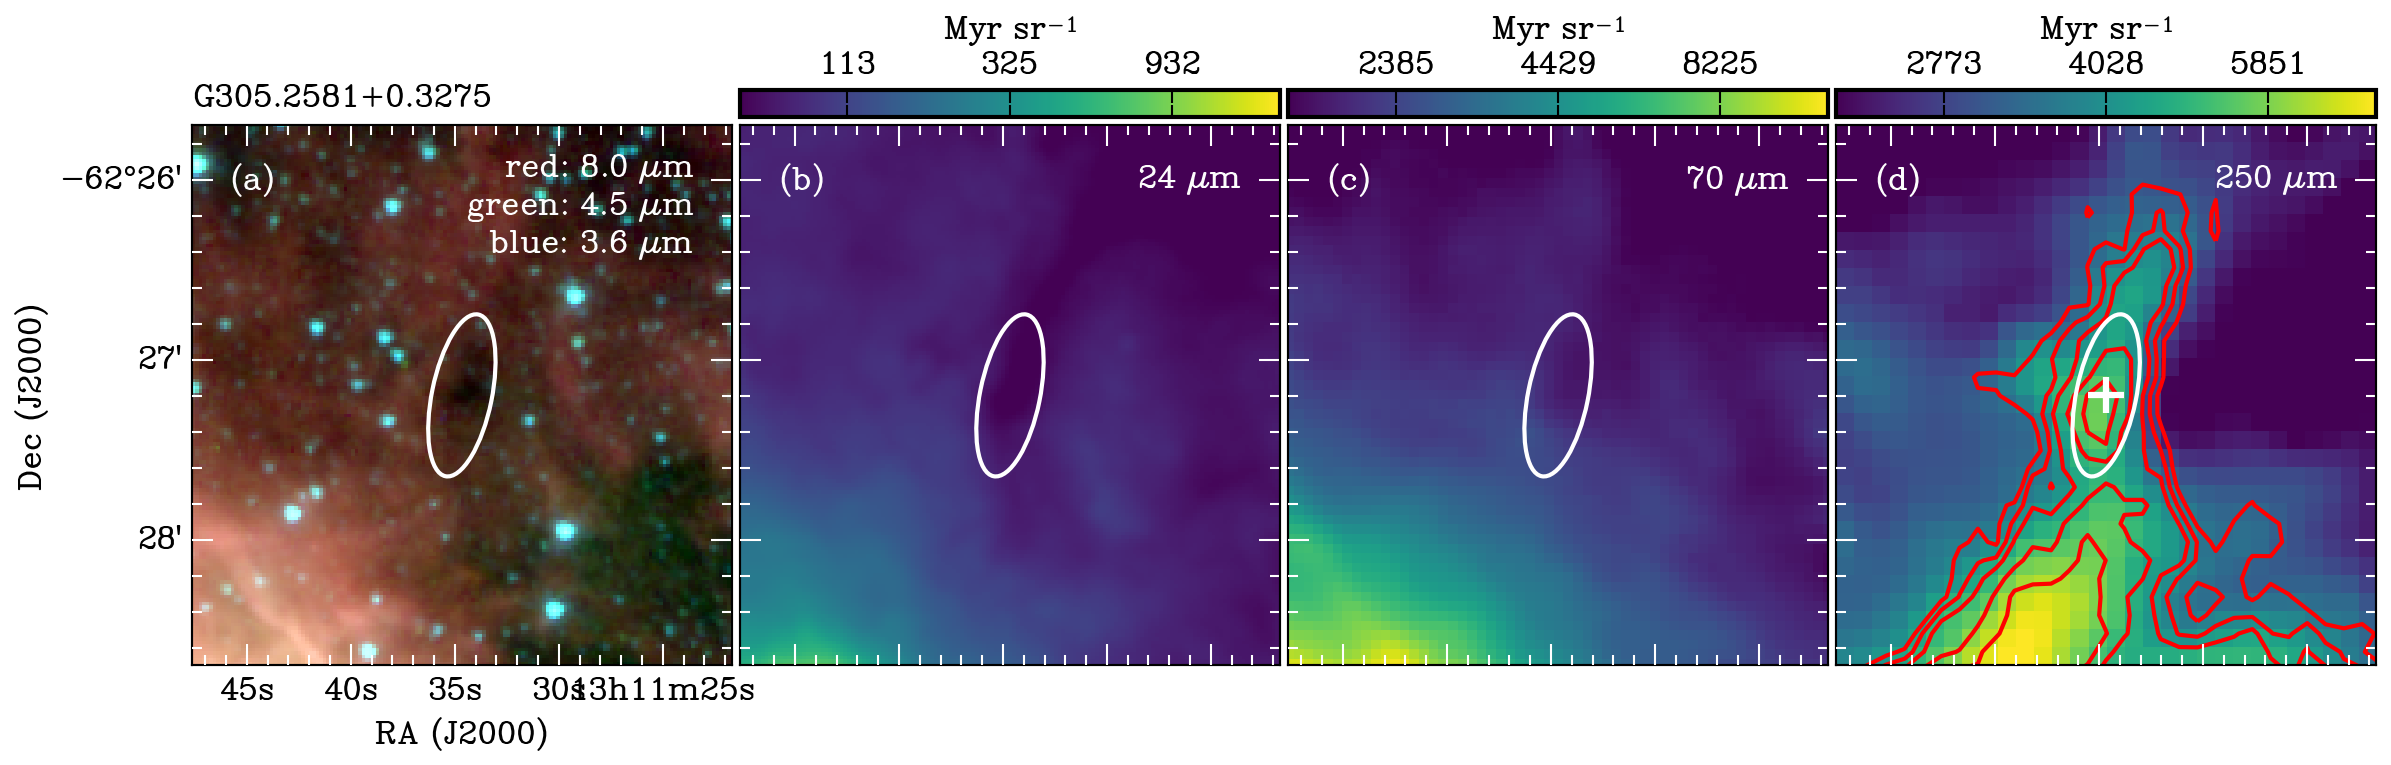 Myr sr⁻¹
113 325 932
Myr sr⁻¹
2385 4429 8225
Myr sr⁻¹
2773 4028 5851
G305.2581+0.3275
(a)
red: 8.0 μm
green: 4.5 μm
blue: 3.6 μm
(b)
24 μm
(c)
70 μm
(d)
250 μm
−62°26'
27'
28'
Dec (J2000)
45s 40s 35s 30s 13h11m25s
RA (J2000)